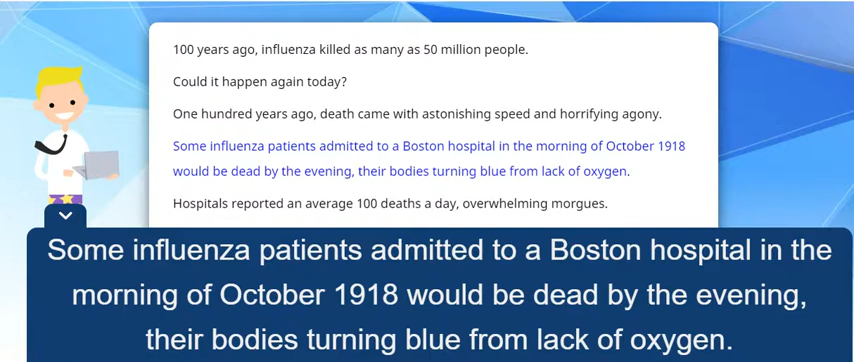 100 years ago, influenza killed as many as 50 million people.
Could it happen again today?
One hundred years ago, death came with astonishing speed and horrifying agony.
Some influenza patients admitted to a Boston hospital in the morning of October 1918
would be dead by the evening, their bodies turning blue from lack of oxygen.
Hospitals reported an average 100 deaths a day, overwhelming morgues.
Some influenza patients admitted to a Boston hospital in the
morning of October 1918 would be dead by the evening,
their bodies turning blue from lack of oxygen.